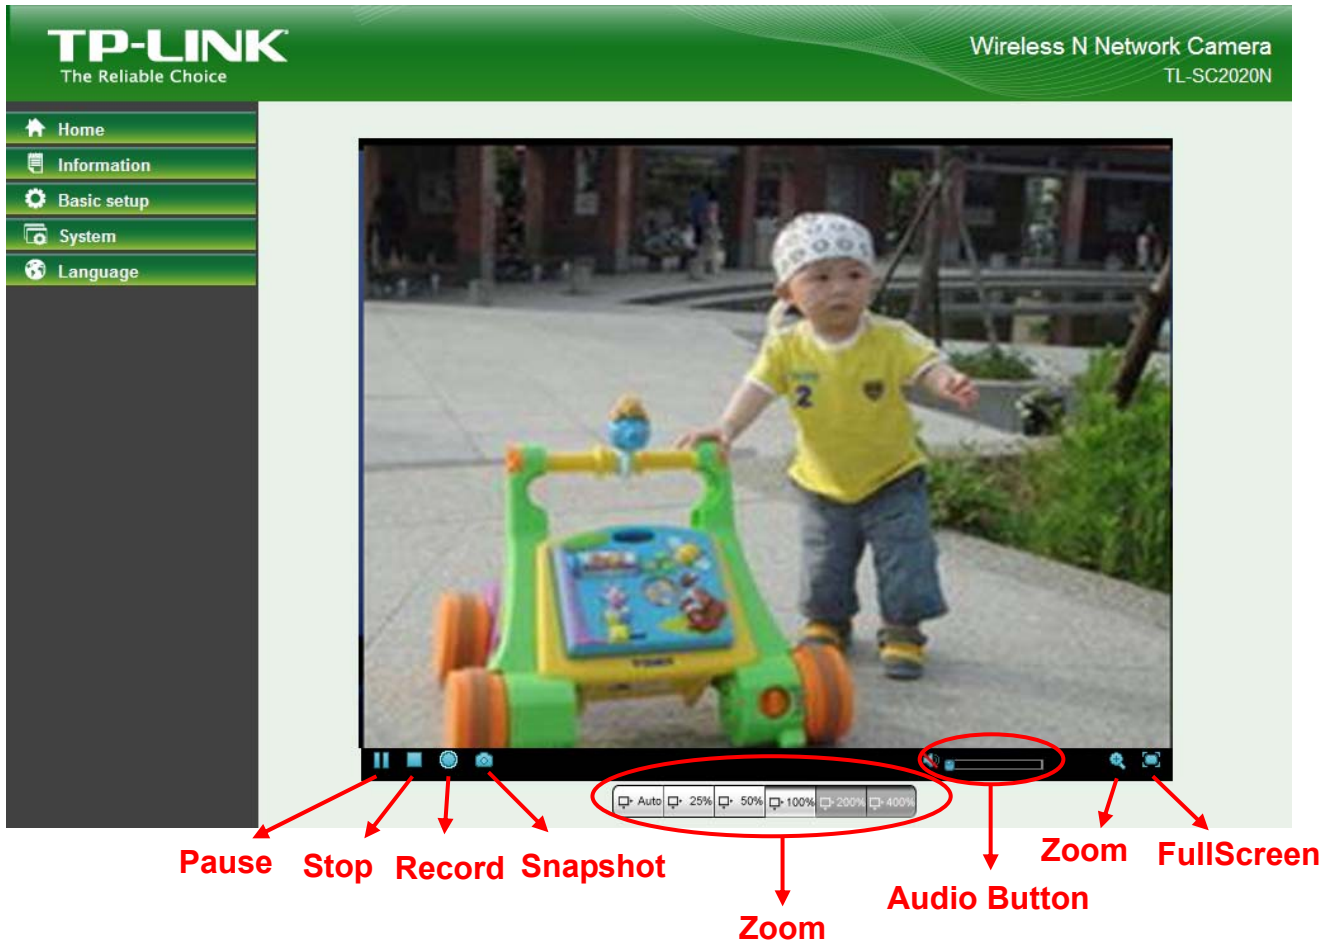 TP-LINK
The Reliable Choice
Wireless N Network Camera
TL-SC2020N
Home
Information
Basic setup
System
Language
2
Auto 25% 50% 100% 200% 400%
Pause Stop Record Snapshot Zoom FullScreen
Audio Button
Zoom